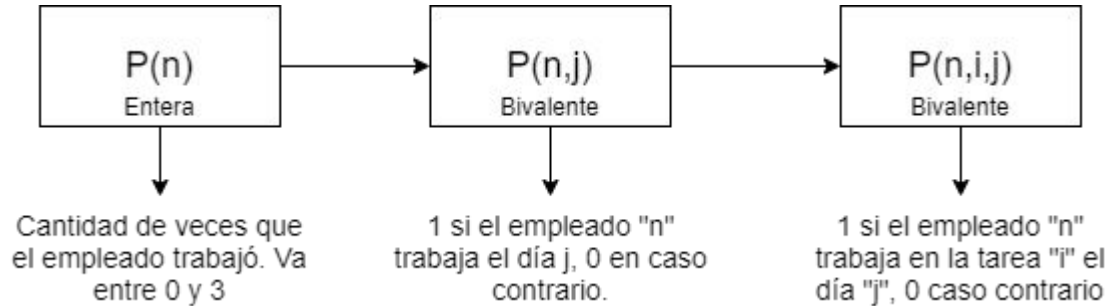 P(n)
Entera
P(n,j)
Bivalente
P(n,i,j)
Bivalente
Cantidad de veces que
el empleado trabajó. Va
entre 0 y 3
1 si el empleado "n"
trabaja el día j, 0 en caso
contrario.
1 si el empleado "n"
trabaja en la tarea "i" el
día "j", 0 caso contrario